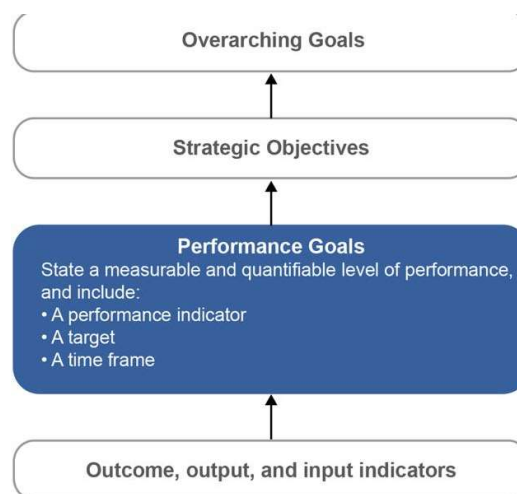 Overarching Goals
Strategic Objectives
Performance Goals
State a measurable and quantifiable level of performance,
and include:
• A performance indicator
• A target
• A time frame
Outcome, output, and input indicators